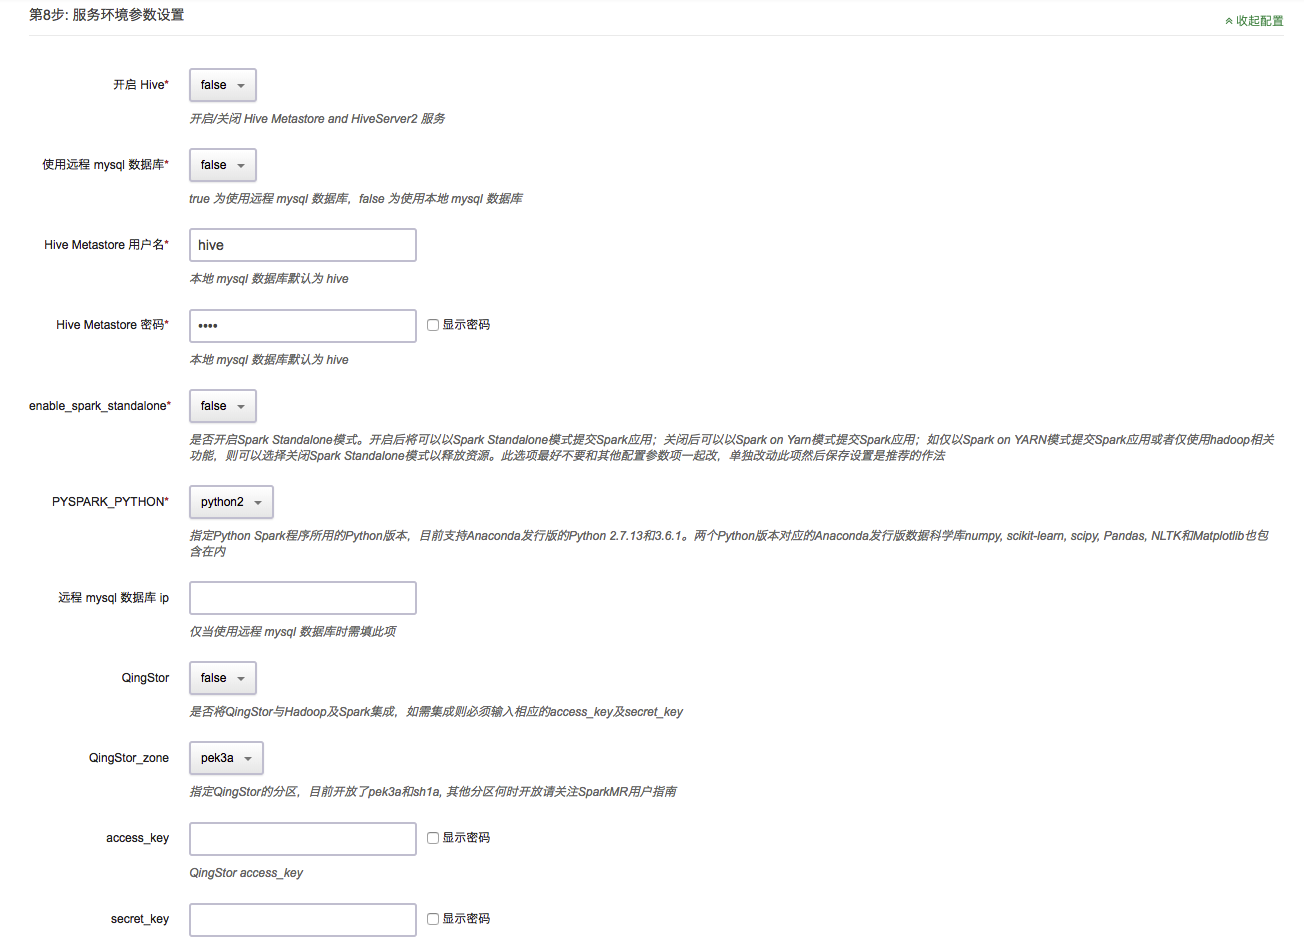 第8步: 服务环境参数设置
收起配置
开启 Hive*
false
开启/关闭 Hive Metastore and HiveServer2 服务
使用远程 mysql 数据库*
false
true 为使用远程 mysql 数据库，false 为使用本地 mysql 数据库
Hive Metastore 用户名*
hive
本地 mysql 数据库默认为 hive
Hive Metastore 密码*
••••
显示密码
本地 mysql 数据库默认为 hive
enable_spark_standalone*
false
是否开启Spark Standalone模式。开启后将可以以Spark Standalone模式提交Spark应用；关闭后可以以Spark on Yarn模式提交Spark应用；如仅以Spark on YARN模式提交Spark应用或者仅使用hadoop相关
功能，则可以选择关闭Spark Standalone模式以释放资源。此选项最好不要和其他配置参数项一起改，单独改动此项然后保存设置是推荐的作法
PYSPARK_PYTHON*
python2
指定Python Spark程序所用的Python版本，目前支持Anaconda发行版的Python 2.7.13和3.6.1。两个Python版本对应的Anaconda发行版数据科学库numpy, scikit-learn, scipy, Pandas, NLTK和Matplotlib也包
含在内
远程 mysql 数据库 ip
仅当使用远程 mysql 数据库时需填此项
QingStor
false
是否将QingStor与Hadoop及Spark集成，如需集成则必须输入相应的access_key及secret_key
QingStor_zone
pek3a
指定QingStor的分区，目前开放了pek3a和sh1a, 其他分区何时开放请关注SparkMR用户指南
access_key
显示密码
QingStor access_key
secret_key
显示密码